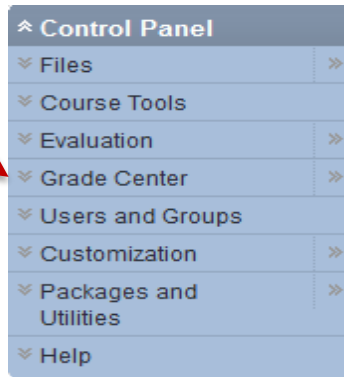 Control Panel
Files
Course Tools
Evaluation
Grade Center
Users and Groups
Customization
Packages and
Utilities
Help